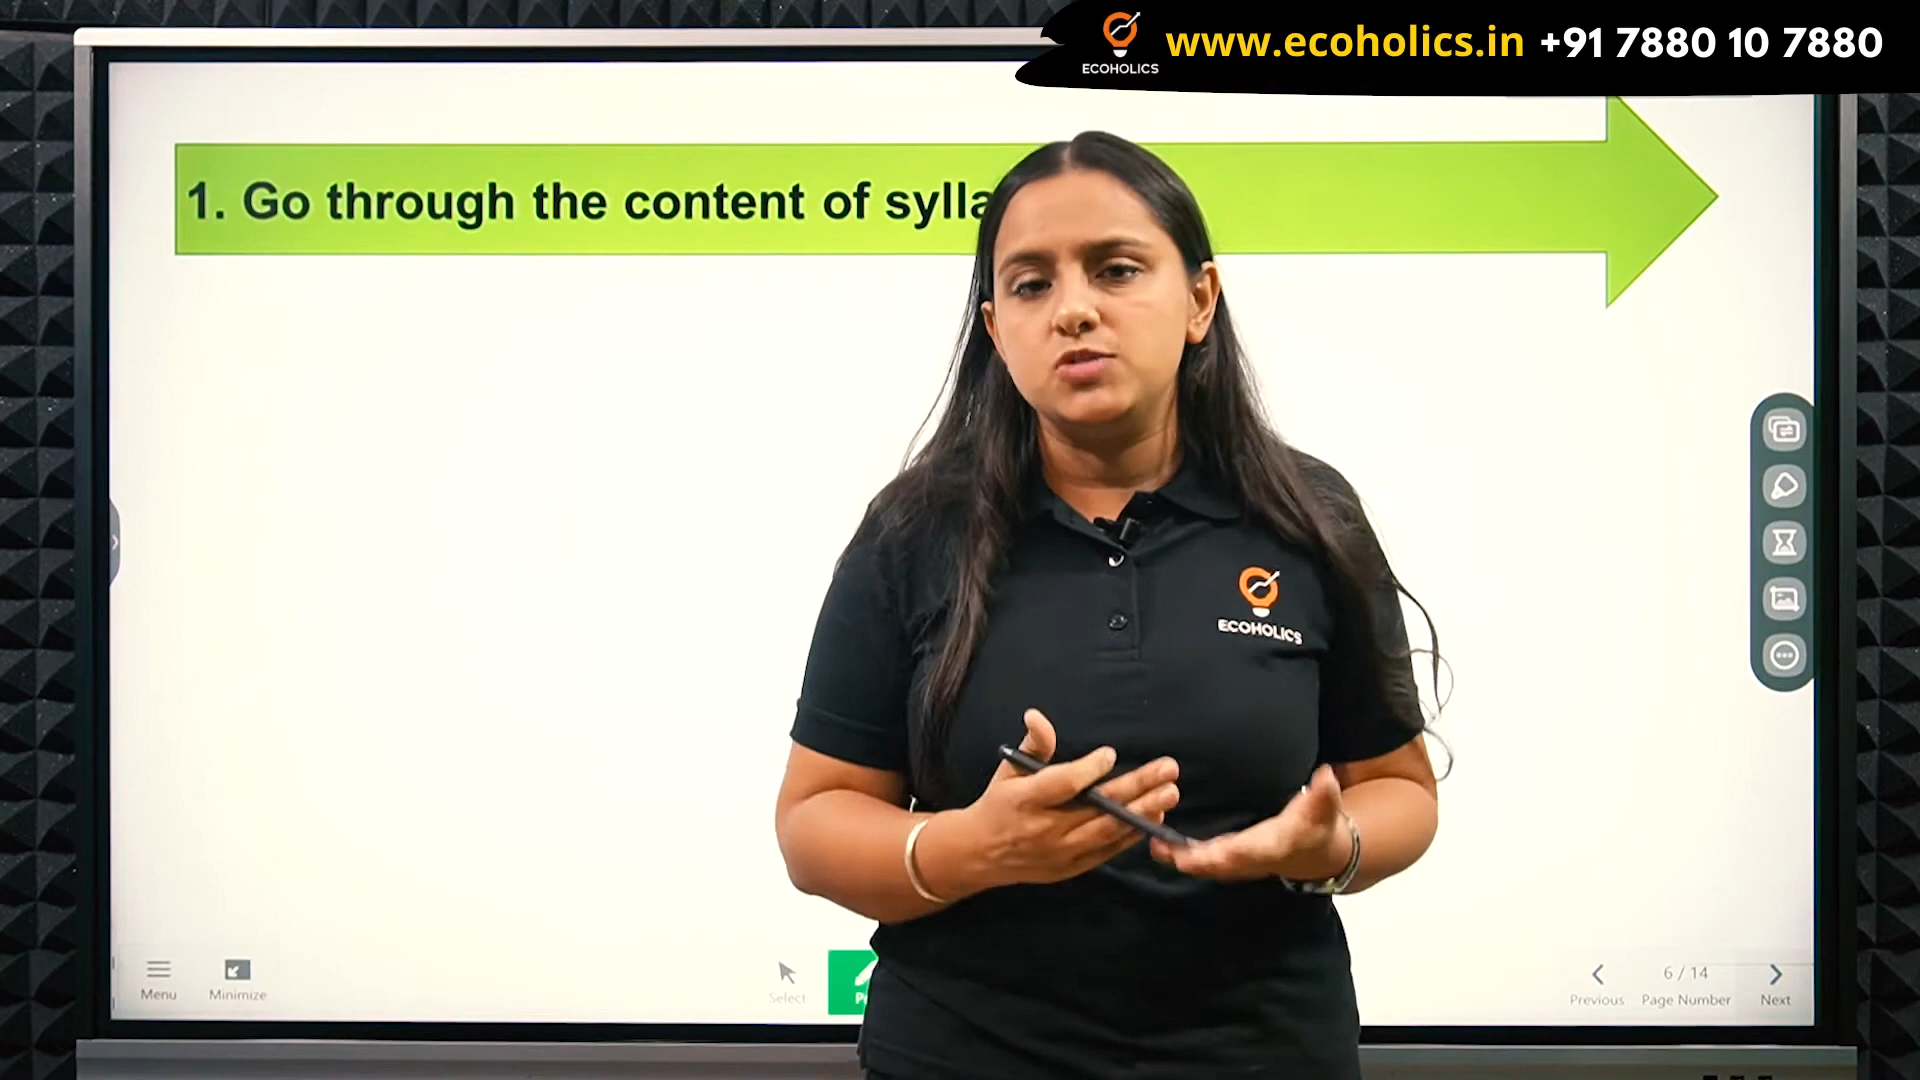 www.ecoholics.in +91 7880 10 7880
ECOHOLICS
1. Go through the content of
ECOHOLICS
Menu
Minimize
Select
6 / 14
Previous
Page Number
Next